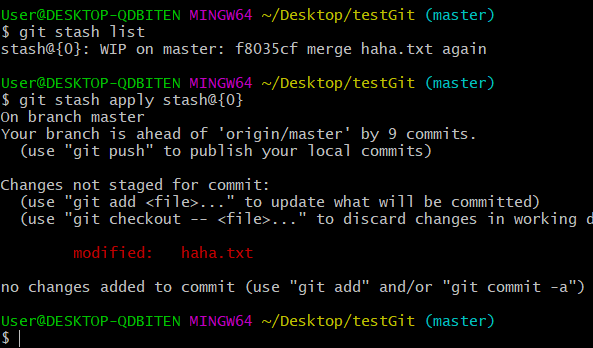 User@DESKTOP-QDBITEN MINGW64 ~/Desktop/testGit (master)
$ git stash list
stash@{0}: WIP on master: f8035cf merge haha.txt again
User@DESKTOP-QDBITEN MINGW64 ~/Desktop/testGit (master)
$ git stash apply stash@{0}
On branch master
Your branch is ahead of 'origin/master' by 9 commits.
  (use "git push" to publish your local commits)
Changes not staged for commit:
  (use "git add <file>..." to update what will be committed)
  (use "git checkout -- <file>..." to discard changes in working d
        modified:   haha.txt
no changes added to commit (use "git add" and/or "git commit -a")
User@DESKTOP-QDBITEN MINGW64 ~/Desktop/testGit (master)
$